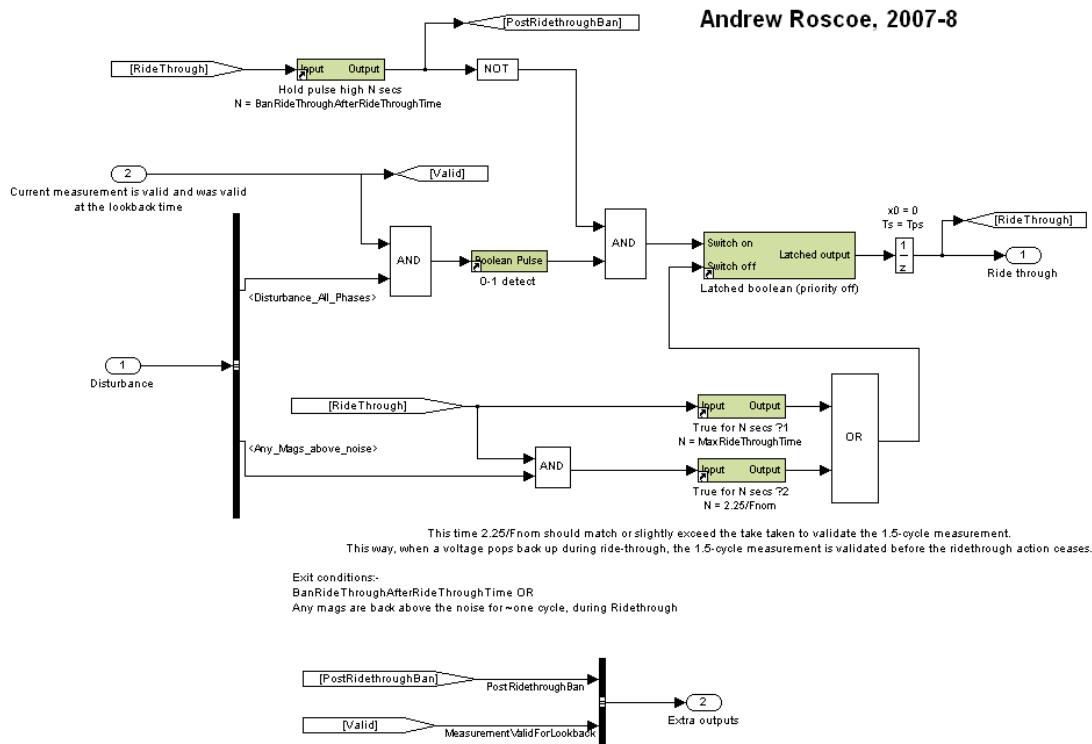 Andrew Roscoe, 2007-8
[PostRidethroughBan]
[RideThrough]
Input Output
NOT
Hold pulse high N secs
N = BanRideThroughAfterRideThroughTime
2
[Valid]
Current measurement is valid and was valid
at the lookback time
x0 = 0
Ts = Tps
[RideThrough]
AND
Boolean Pulse
0-1 detect
AND
Switch on
Switch off
Latched output
Latched boolean (priority off)
1
z
1
Ride through
<Disturbance_All_Phases>
1
Disturbance
[RideThrough]
Input Output
True for N secs ?1
N = MaxRideThroughTime
OR
<Any_Mags_above_noise>
AND
Input Output
True for N secs ?2
N = 2.25/Fnom
This time 2.25/Fnom should match or slightly exceed the take taken to validate the 1.5-cycle measurement.
This way, when a voltage pops back up during ride-through, the 1.5-cycle measurement is validated before the ridethrough action ceases.
Exit conditions:-
BanRideThroughAfterRideThroughTime OR
Any mags are back above the noise for ~one cycle, during Ridethrough
[PostRidethroughBan]
PostRidethroughBan
2
Extra outputs
[Valid]
MeasurementValidForLookback